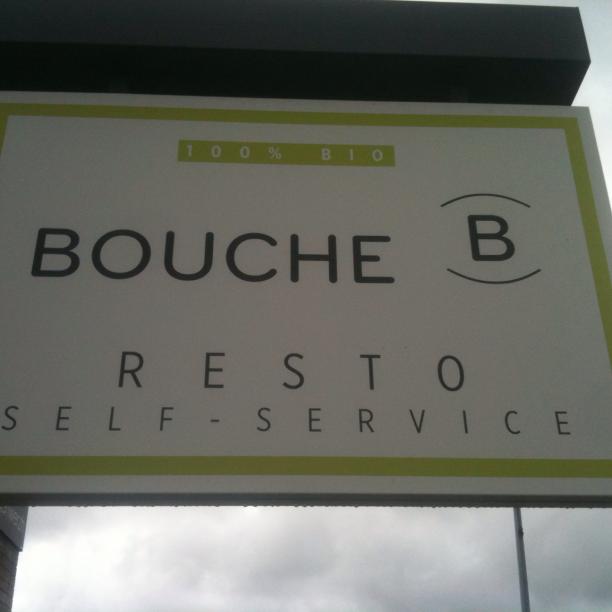 100% BIO
BOUCHE B
RESTO
SELF-SERVICE